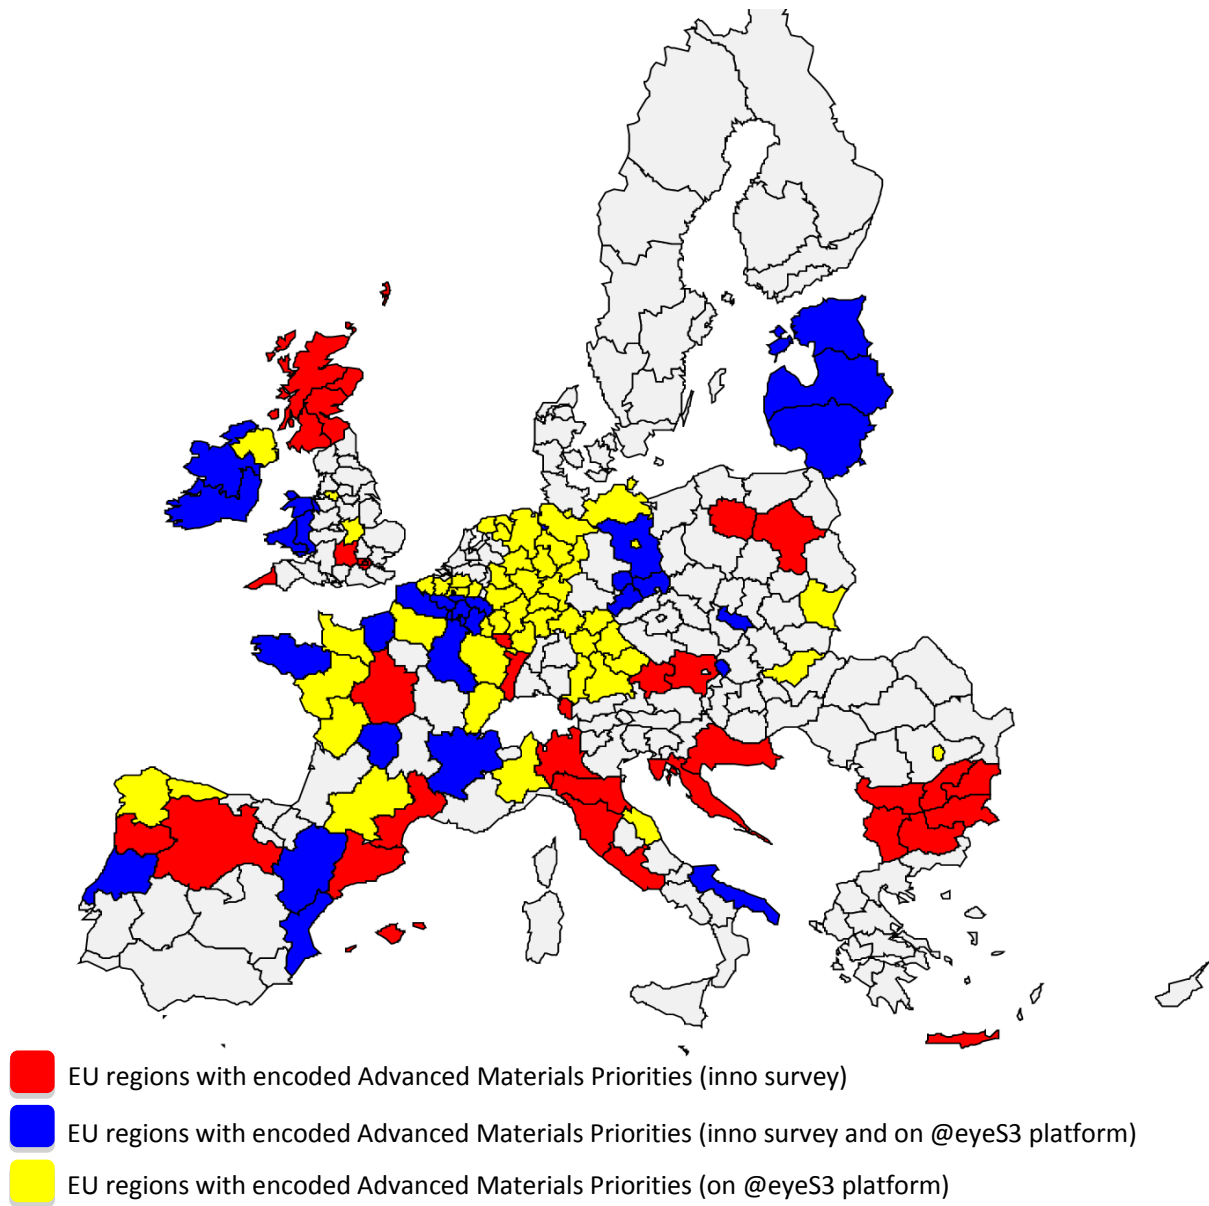 EU regions with encoded Advanced Materials Priorities (inno survey)
EU regions with encoded Advanced Materials Priorities (inno survey and on @eyeS3 platform)
EU regions with encoded Advanced Materials Priorities (on @eyeS3 platform)